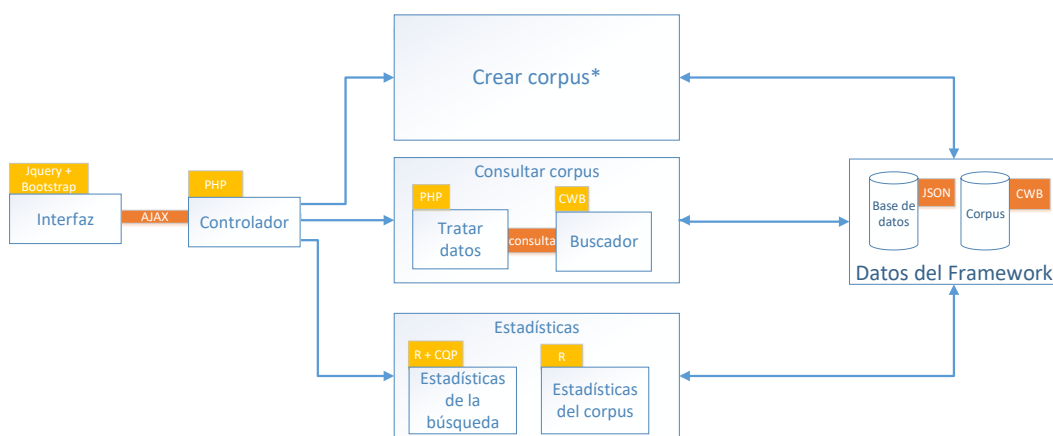 Crear corpus*
Jquery +
Bootstrap
Interfaz
AJAX
PHP
Controlador
Consultar corpus
PHP
Tratar
datos
consulta
CWB
Buscador
Base de
datos
JSON
Corpus
CWB
Datos del Framework
Estadísticas
R + CQP
Estadísticas
de la
búsqueda
R
Estadísticas
del corpus